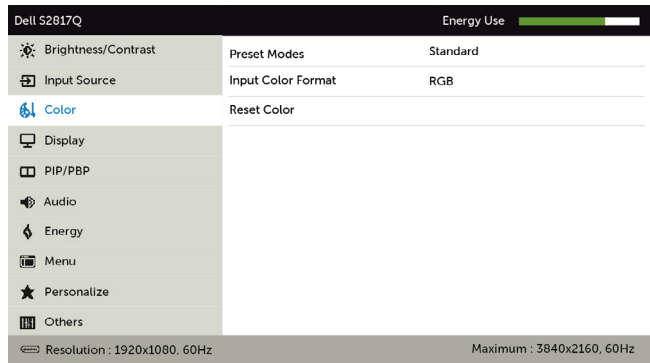 Dell S2817Q Energy Use
Brightness/Contrast Preset Modes Standard
Input Source Input Color Format RGB
Color Reset Color
Display
PIP/PBP
Audio
Energy
Menu
Personalize
Others
Resolution : 1920x1080, 60Hz Maximum : 3840x2160, 60Hz